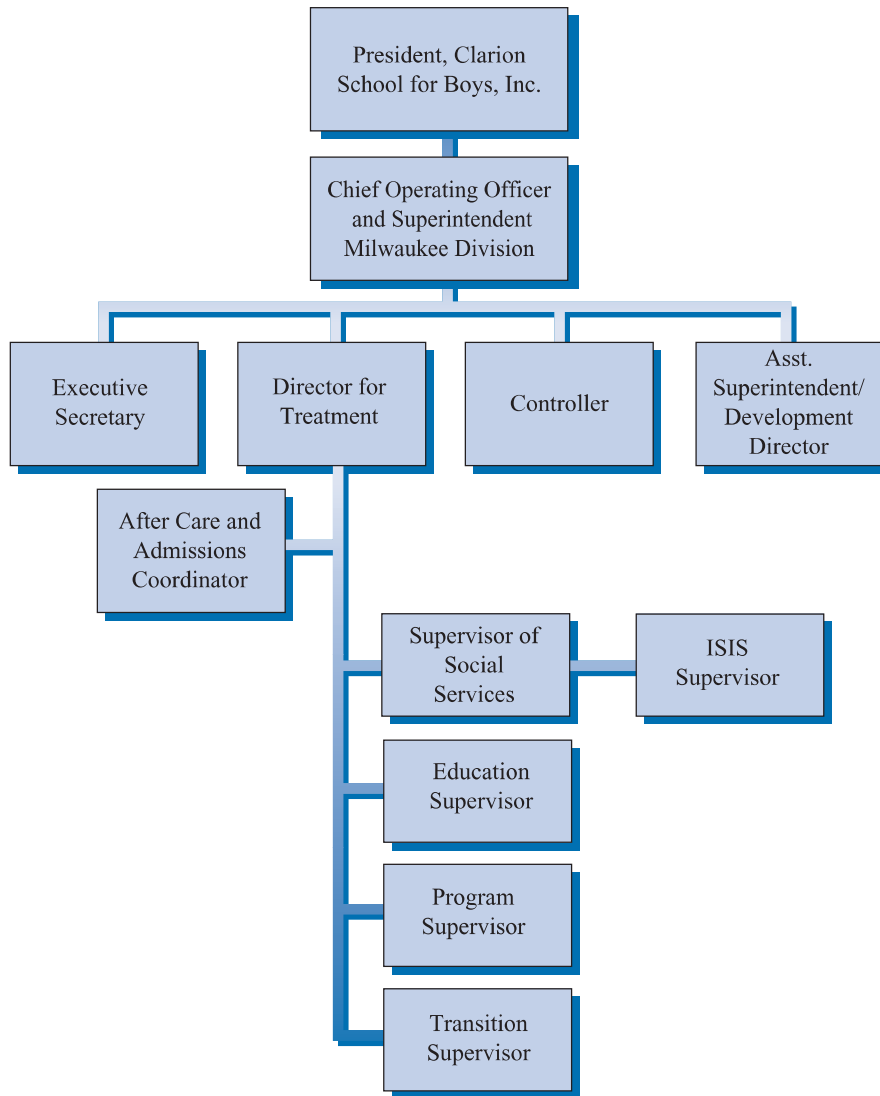 President, Clarion
School for Boys, Inc.
Chief Operating Officer
and Superintendent
Milwaukee Division
Executive
Secretary
Director for
Treatment
Controller
Asst.
Superintendent/
Development
Director
After Care and
Admissions
Coordinator
Supervisor of
Social
Services
ISIS
Supervisor
Education
Supervisor
Program
Supervisor
Transition
Supervisor